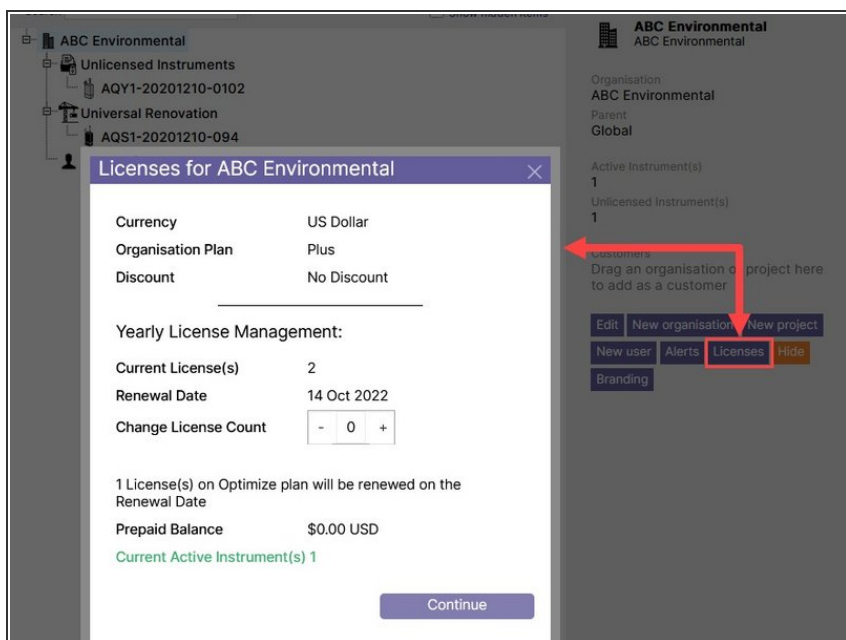 Show hidden items
ABC Environmental
Unlicensed Instruments
AQY1-20201210-0102
Universal Renovation
AQS1-20201210-094
ABC Environmental
ABC Environmental
Organisation
ABC Environmental
Parent
Global
Active Instrument(s)
1
Unlicensed Instrument(s)
1
Customers
Drag an organisation or project here
to add as a customer
Edit New organisation New project
New user Alerts Licenses Hide
Branding
Licenses for ABC Environmental
Currency US Dollar
Organisation Plan Plus
Discount No Discount
Yearly License Management:
Current License(s) 2
Renewal Date 14 Oct 2022
Change License Count - 0 +
1 License(s) on Optimize plan will be renewed on the
Renewal Date
Prepaid Balance $0.00 USD
Current Active Instrument(s) 1
Continue